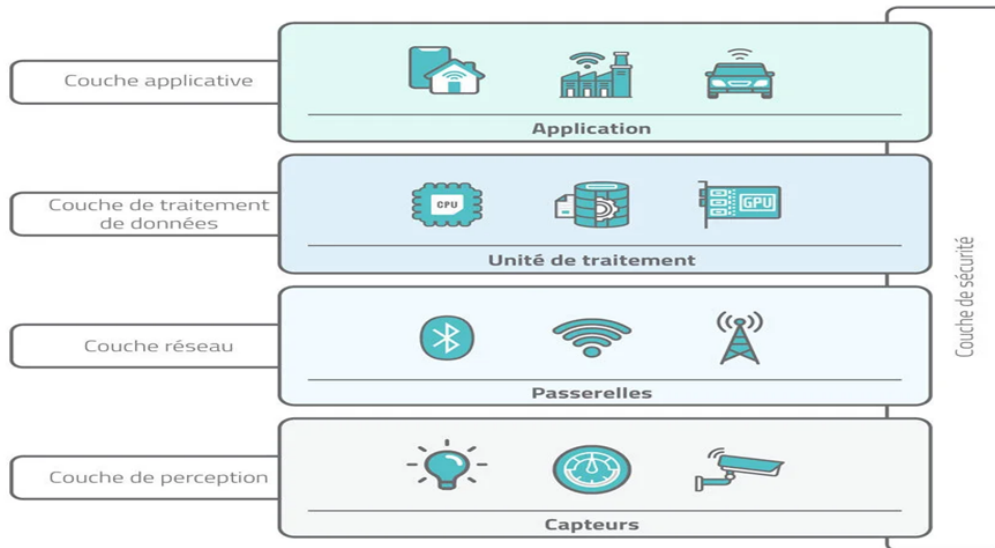 Couche applicative
Application
Couche de traitement
de données
CPU
GPU
Unité de traitement
Couche réseau
Passerelles
Couche de perception
Capteurs
Couche de sécurité